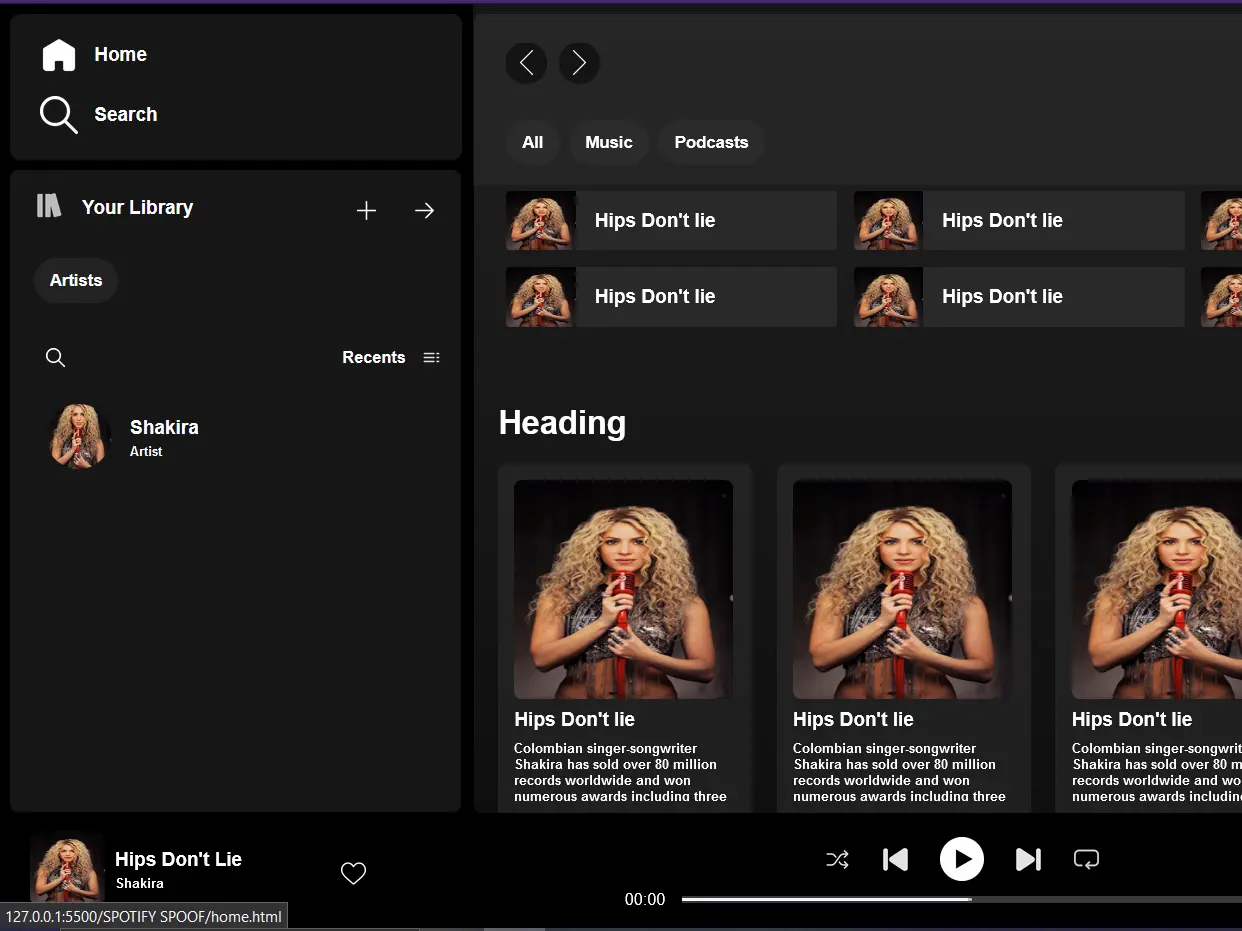 Home
Search
Your Library
Artists
Recents
Shakira
Artist
All
Music
Podcasts
Hips Don't lie
Hips Don't lie
Hips Don't lie
Hips Don't lie
Heading
Hips Don't lie
Colombian singer-songwriter
Shakira has sold over 80 million
records worldwide and won
numerous awards including three
Hips Don't lie
Colombian singer-songwriter
Shakira has sold over 80 million
records worldwide and won
numerous awards including three
Hips Don't lie
Colombian singer-songwrit
Shakira has sold over 80 m
records worldwide and wo
numerous awards includin
Hips Don't Lie
Shakira
00:00
127.0.0.1:5500/SPOTIFY SPOOF/home.html